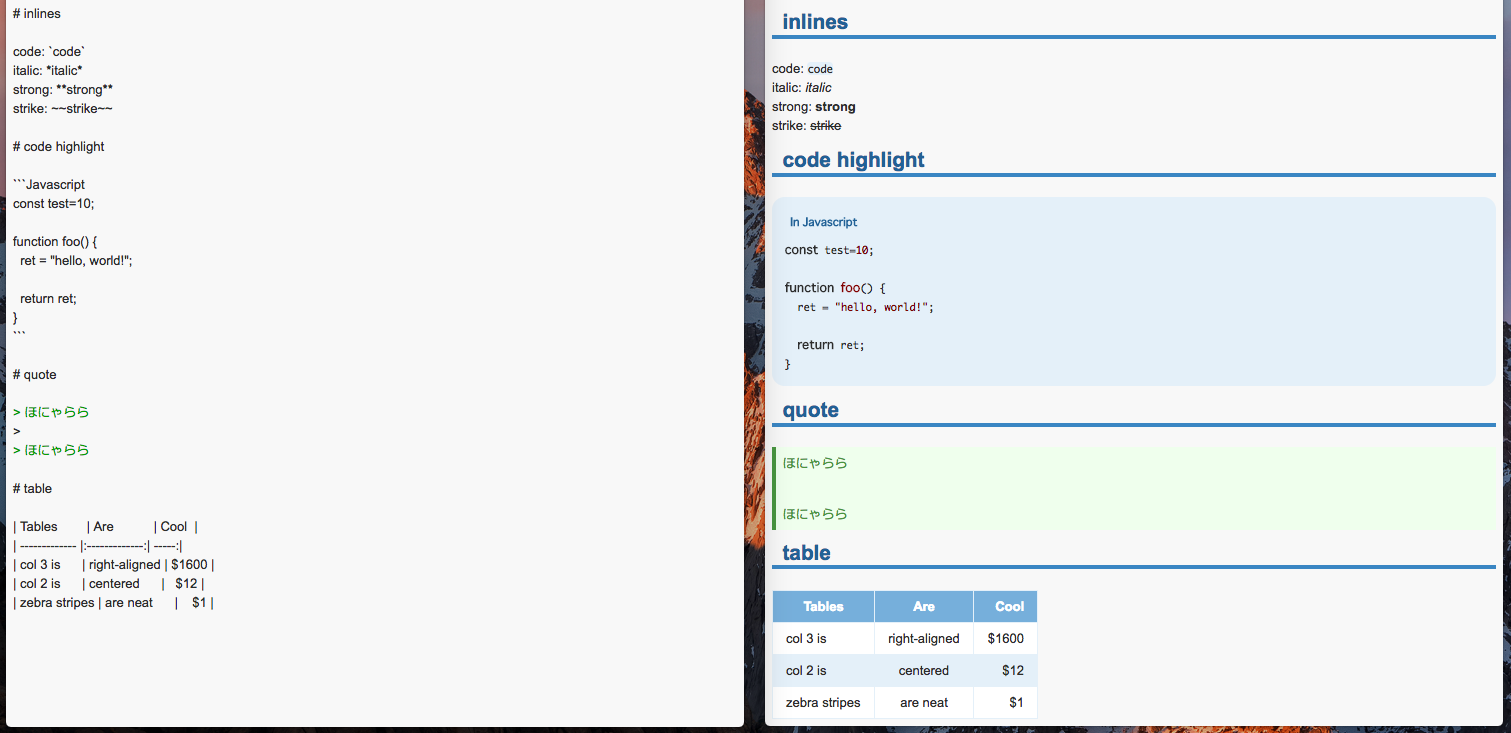 # inlines
code: `code`
italic: *italic*
strong: **strong**
strike: ~~strike~~
# code highlight
```Javascript
const test=10;
function foo() {
  ret = "hello, world!";
  return ret;
}
```
# quote
> ほにゃらら
>
> ほにゃらら
# table
| Tables        | Are           | Cool  |
| ------------- |:-------------:| -----:|
| col 3 is      | right-aligned | $1600 |
| col 2 is      | centered      |   $12 |
| zebra stripes | are neat      |    $1 |
inlines
code: code
italic: italic
strong: strong
strike: strike
code highlight
In Javascript
const test=10;
function foo() {
  ret = "hello, world!";
  return ret;
}
quote
ほにゃらら
ほにゃらら
table
Tables Are Cool
col 3 is right-aligned $1600
col 2 is centered $12
zebra stripes are neat $1